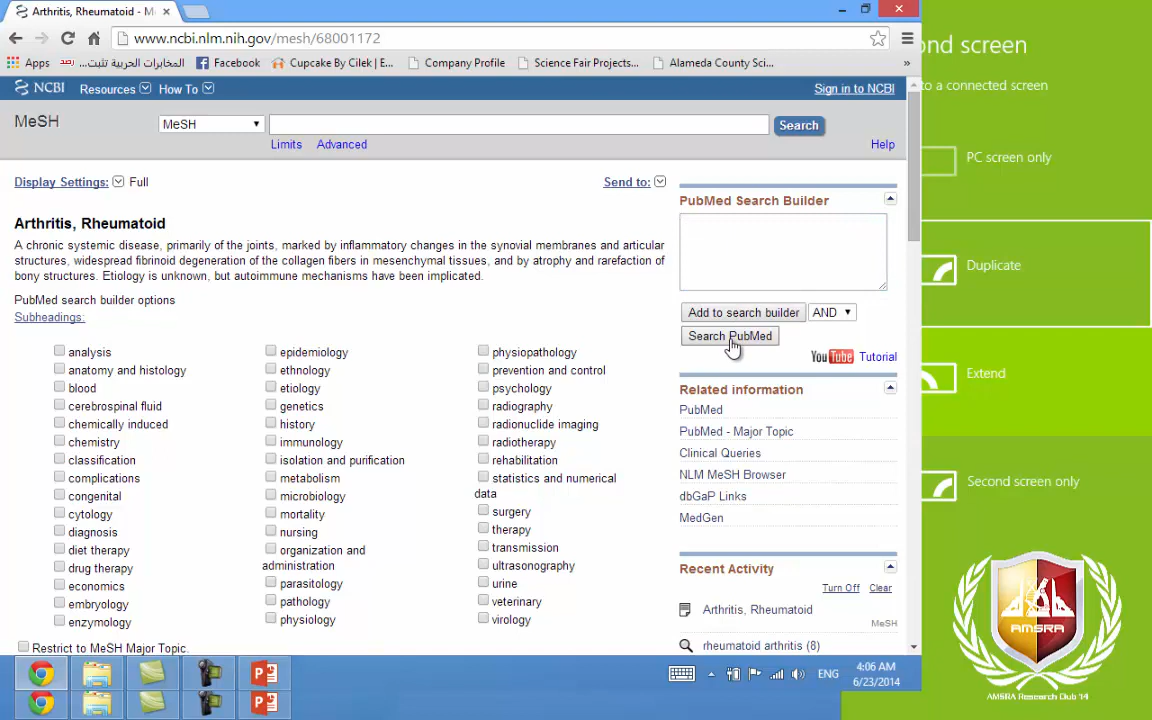 Arthritis, Rheumatoid - M
www.ncbi.nlm.nih.gov/mesh/68001172
Apps
المخابرات الحربية تثبت...
رصد
Facebook
Cupcake By Cilek | E...
Company Profile
Science Fair Projects...
Alameda County Sci...
»
NCBI Resources How To Sign in to NCBI
MeSH MeSH Search
Limits Advanced Help
Display Settings: Full Send to:
Arthritis, Rheumatoid
A chronic systemic disease, primarily of the joints, marked by inflammatory changes in the synovial membranes and articular
structures, widespread fibrinoid degeneration of the collagen fibers in mesenchymal tissues, and by atrophy and rarefaction of
bony structures. Etiology is unknown, but autoimmune mechanisms have been implicated.
PubMed search builder options
Subheadings:
analysis
anatomy and histology
blood
cerebrospinal fluid
chemically induced
chemistry
classification
complications
congenital
cytology
diagnosis
diet therapy
drug therapy
economics
embryology
enzymology
epidemiology
ethnology
etiology
genetics
history
immunology
isolation and purification
metabolism
microbiology
mortality
nursing
organization and
administration
parasitology
pathology
physiology
physiopathology
prevention and control
psychology
radiography
radionuclide imaging
radiotherapy
rehabilitation
statistics and numerical
data
surgery
therapy
transmission
ultrasonography
urine
veterinary
virology
Restrict to MeSH Major Topic.
PubMed Search Builder
Add to search builder AND
Search PubMed
You Tube Tutorial
Related information
PubMed
PubMed - Major Topic
Clinical Queries
NLM MeSH Browser
dbGaP Links
MedGen
Recent Activity
Turn Off Clear
Arthritis, Rheumatoid
MeSH
rheumatoid arthritis (8)
ENG
4:06 AM
6/23/2014
ond screen
to a connected screen
PC screen only
Duplicate
Extend
Second screen only
AMSRA
AMSRA Research Club '14